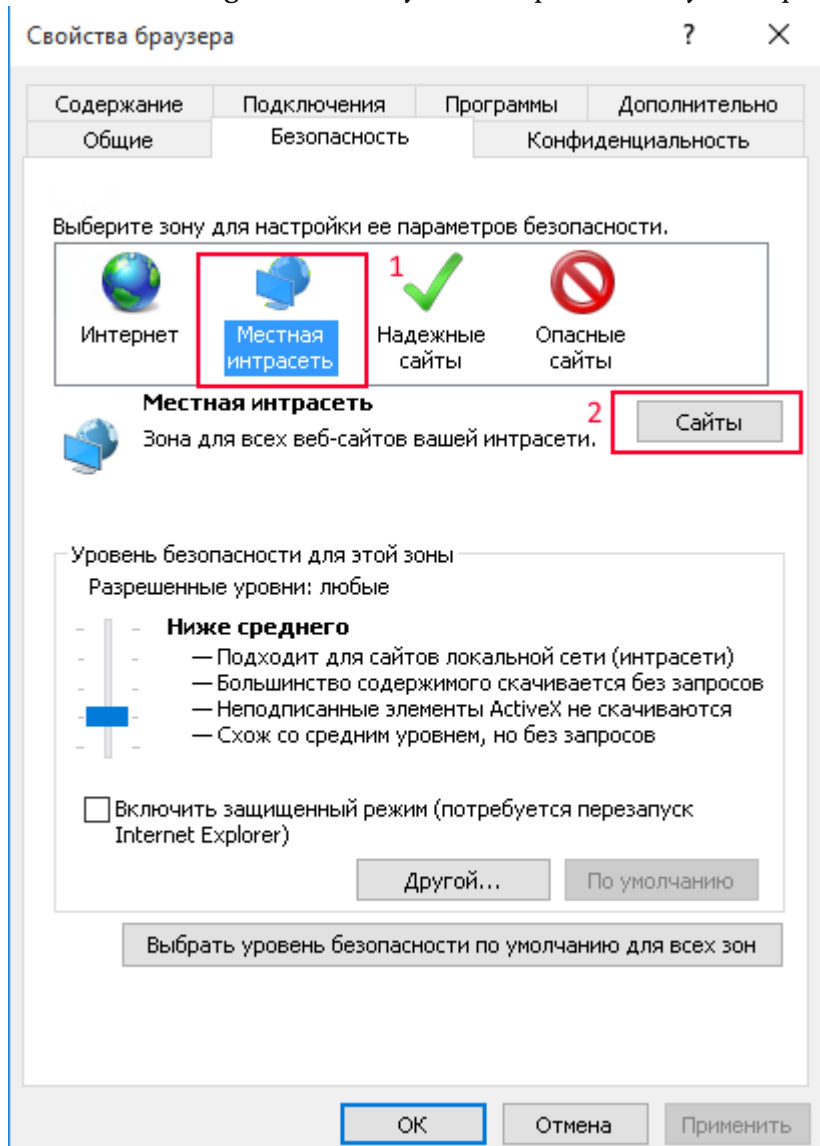 Свойства браузера ? ×
Содержание Подключения Программы Дополнительно
Общие Безопасность Конфиденциальность
Выберите зону для настройки ее параметров безопасности.
1
Интернет Местная интрасеть Надежные сайты Опасные сайты
Местная интрасеть
2
Сайты
Зона для всех веб-сайтов вашей интрасети.
Уровень безопасности для этой зоны
Разрешенные уровни: любые
Ниже среднего
— Подходит для сайтов локальной сети (интрасети)
— Большинство содержимого скачивается без запросов
— Неподписанные элементы ActiveX не скачиваются
— Схож со средним уровнем, но без запросов
Включить защищенный режим (потребуется перезапуск
Internet Explorer)
Другой... По умолчанию
Выбрать уровень безопасности по умолчанию для всех зон
ОК Отмена Применить